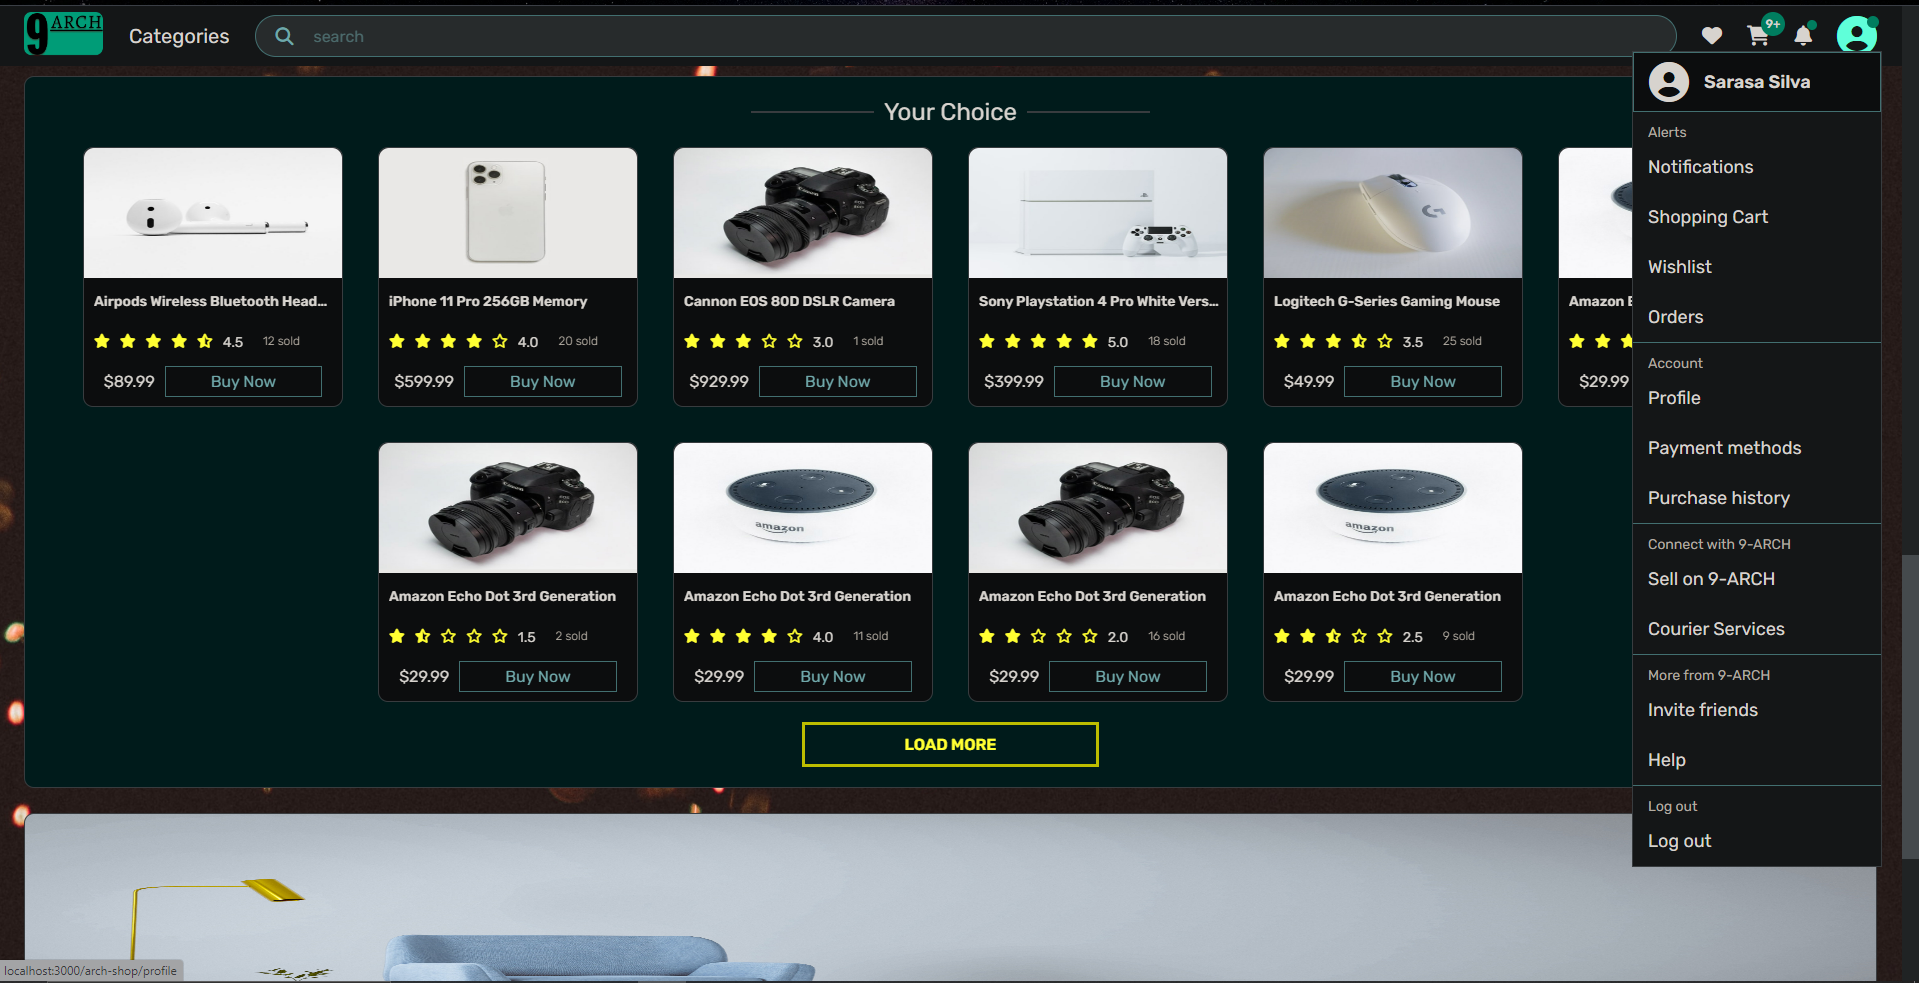 9 ARCH
Categories
search
9+
Sarasa Silva
Alerts
Notifications
Shopping Cart
Wishlist
Orders
Account
Profile
Payment methods
Purchase history
Connect with 9-ARCH
Sell on 9-ARCH
Courier Services
More from 9-ARCH
Invite friends
Help
Log out
Log out
Your Choice
Airpods Wireless Bluetooth Head...
4.5 12 sold
$89.99 Buy Now
iPhone 11 Pro 256GB Memory
4.0 20 sold
$599.99 Buy Now
Cannon EOS 80D DSLR Camera
3.0 1 sold
$929.99 Buy Now
Sony Playstation 4 Pro White Vers...
5.0 18 sold
$399.99 Buy Now
Logitech G-Series Gaming Mouse
3.5 25 sold
$49.99 Buy Now
Amazon
$29.99
amazon
Amazon Echo Dot 3rd Generation
1.5 2 sold
$29.99 Buy Now
Amazon Echo Dot 3rd Generation
4.0 11 sold
$29.99 Buy Now
amazon
Amazon Echo Dot 3rd Generation
2.0 16 sold
$29.99 Buy Now
Amazon Echo Dot 3rd Generation
2.5 9 sold
$29.99 Buy Now
LOAD MORE
localhost:3000/arch-shop/profile